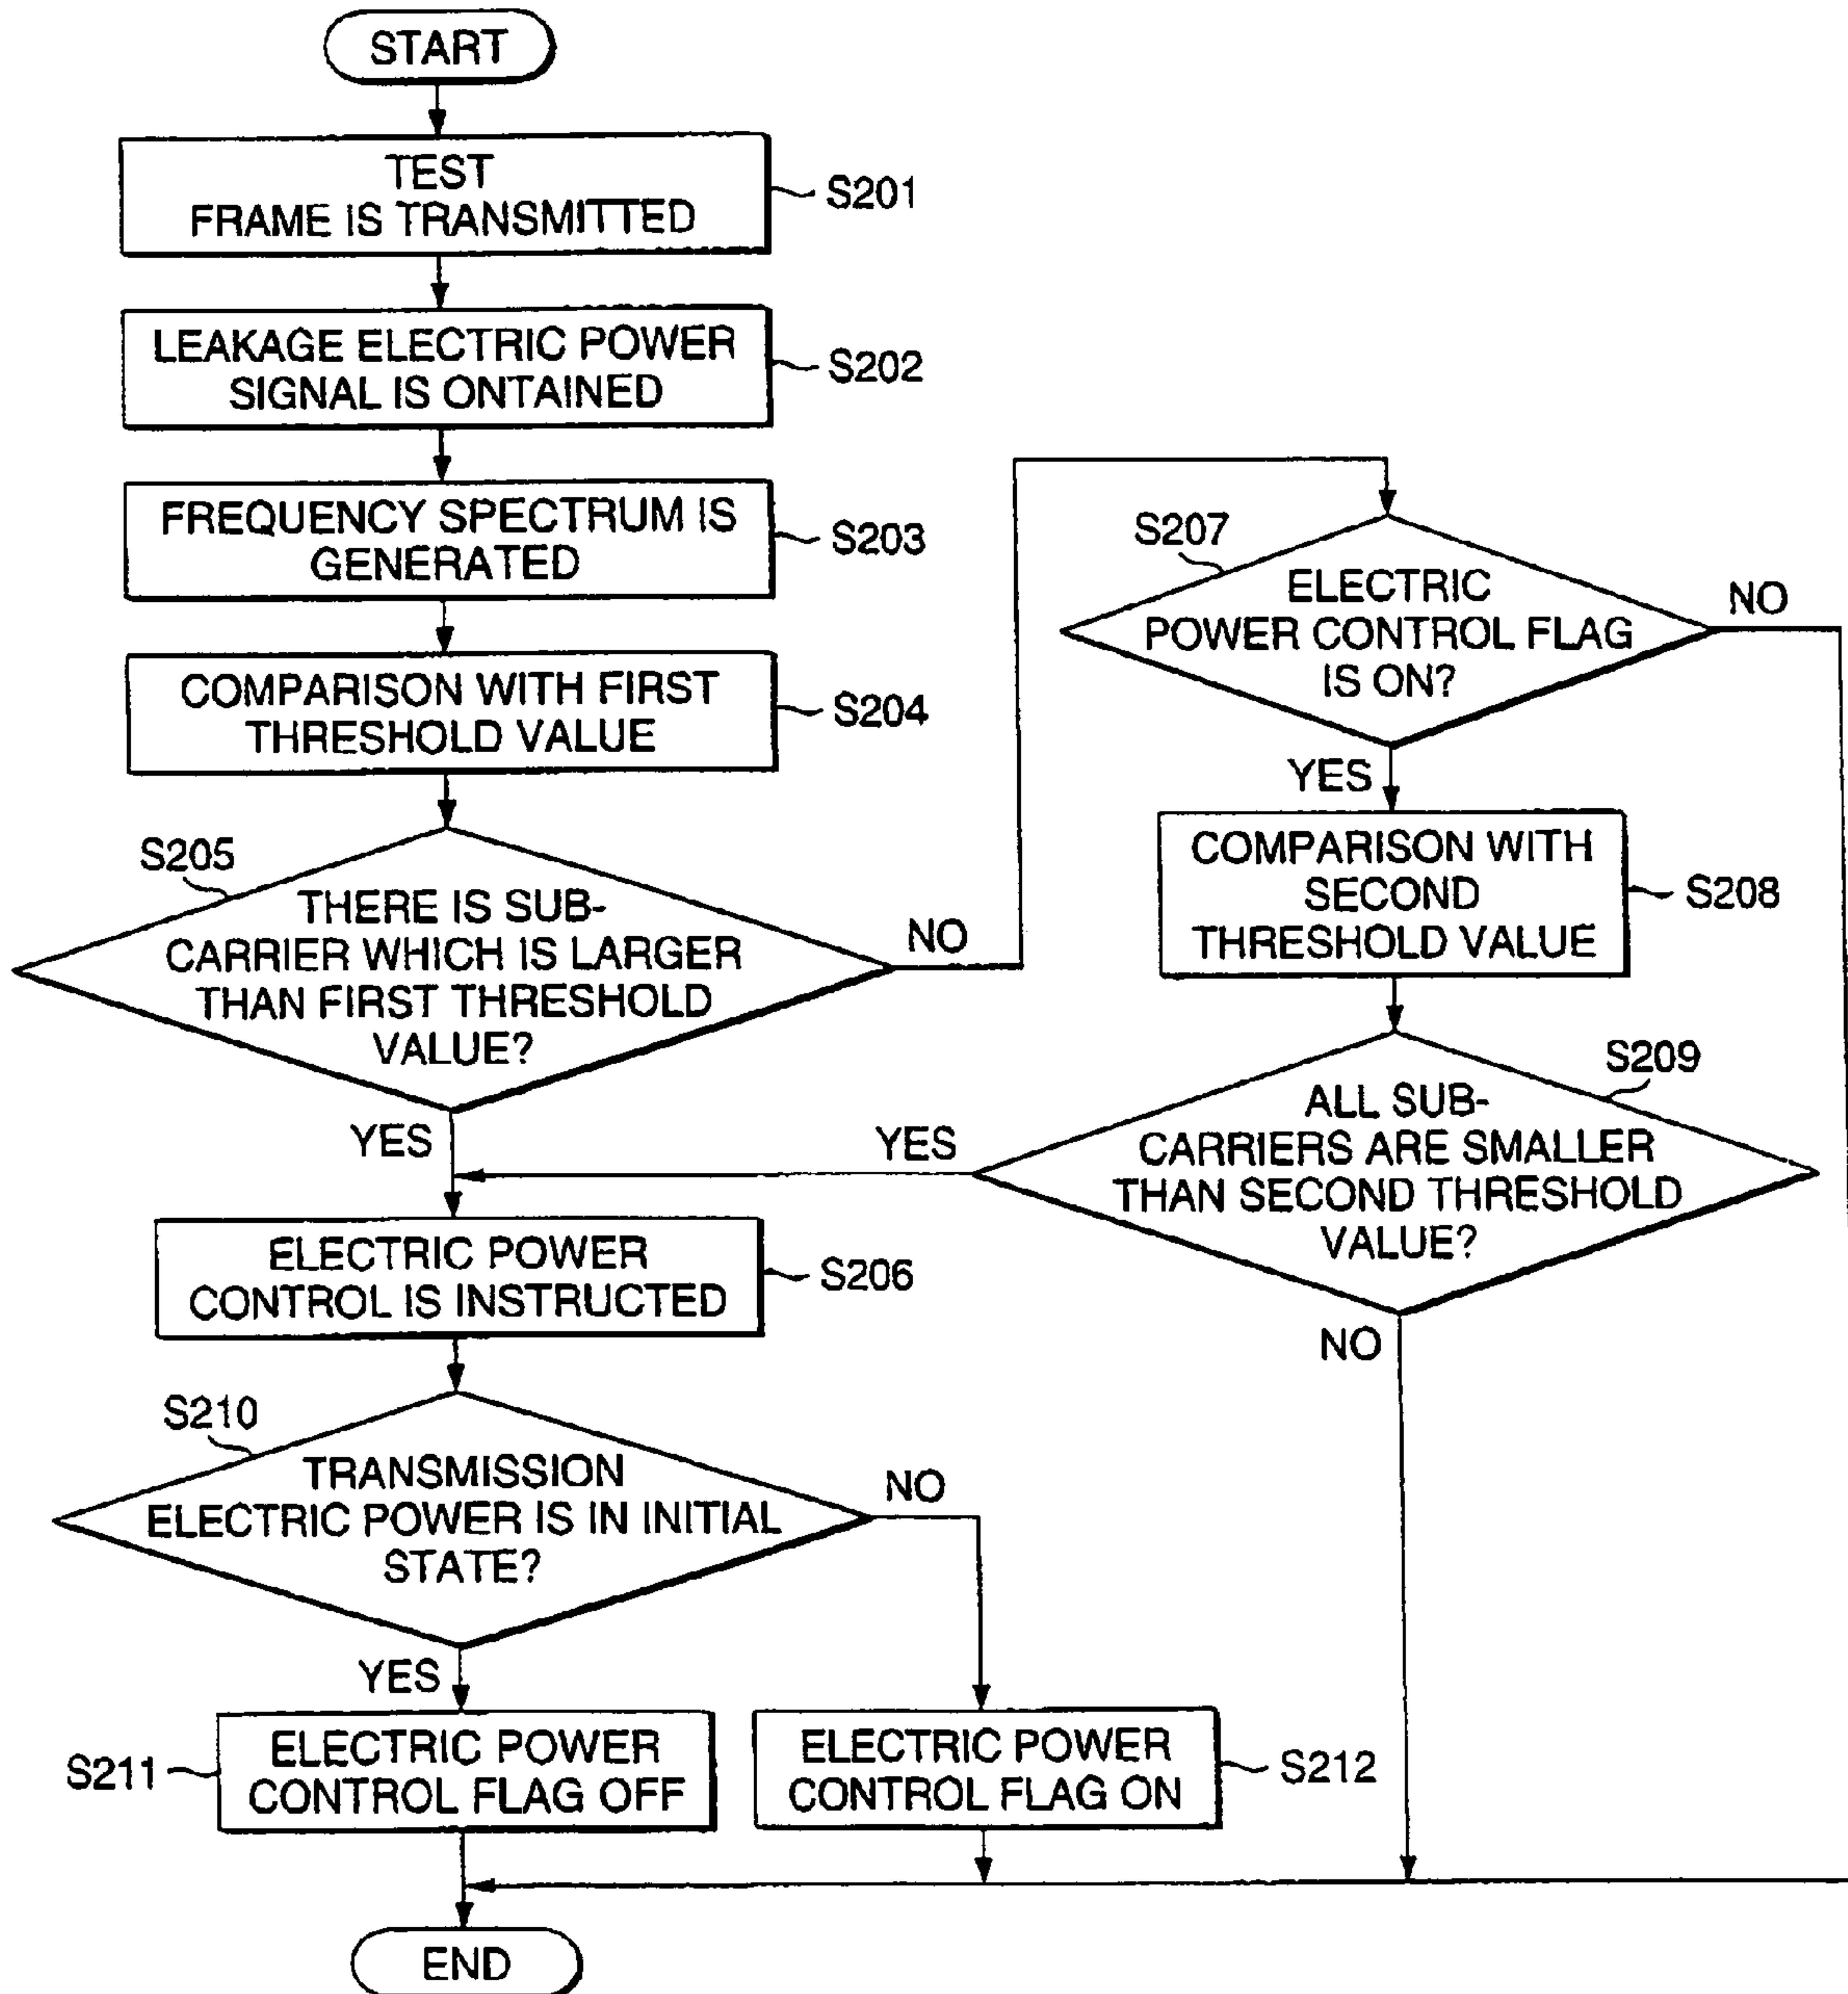 START
TEST
FRAME IS TRANSMITTED
S201
LEAKAGE ELECTRIC POWER
SIGNAL IS ONTAINED
S202
FREQUENCY SPECTRUM IS
GENERATED
S203
COMPARISON WITH FIRST
THRESHOLD VALUE
S204
S205
THERE IS SUB-
CARRIER WHICH IS LARGER
THAN FIRST THRESHOLD
VALUE?
NO
YES
S207
ELECTRIC
POWER CONTROL FLAG
IS ON?
NO
YES
COMPARISON WITH
SECOND
THRESHOLD VALUE
S208
S209
ALL SUB-
CARRIERS ARE SMALLER
THAN SECOND THRESHOLD
VALUE?
YES
NO
ELECTRIC POWER
CONTROL IS INSTRUCTED
S206
S210
TRANSMISSION
ELECTRIC POWER IS IN INITIAL
STATE?
NO
YES
S211
ELECTRIC POWER
CONTROL FLAG OFF
ELECTRIC POWER
CONTROL FLAG ON
S212
END